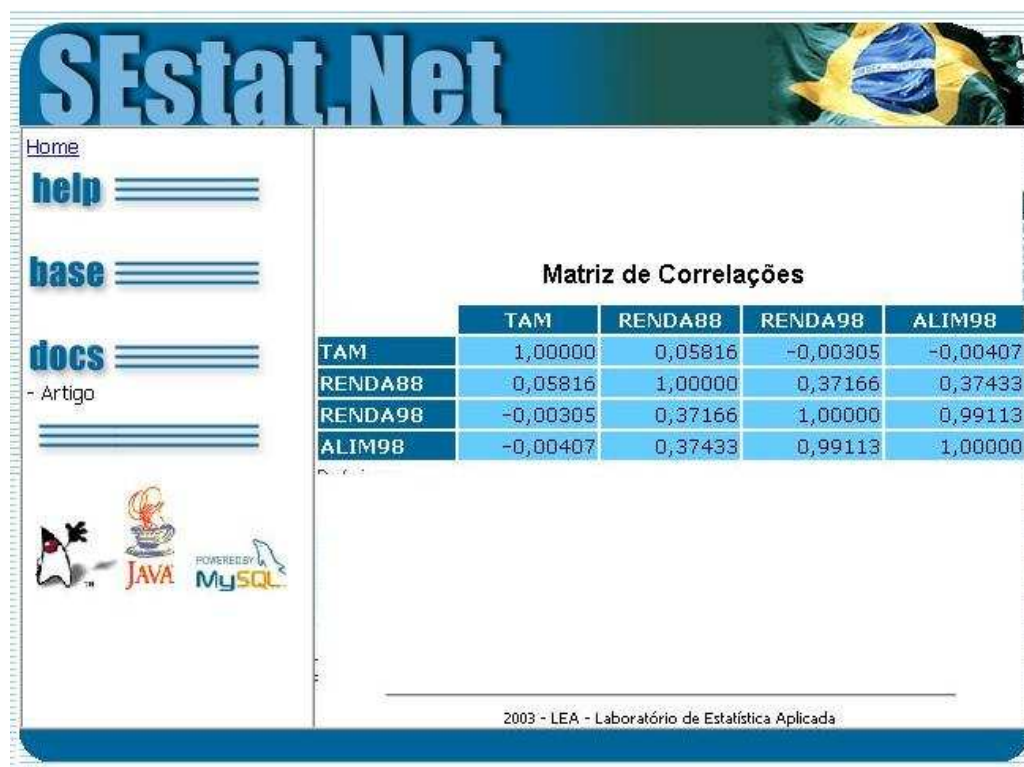 SEstat.Net
Home
help
base
docs
- Artigo
JAVA
POWERED BY
MySQL
Matriz de Correlações
TAM RENDA88 RENDA98 ALIM98
TAM 1,00000 0,05816 -0,00305 -0,00407
RENDA88 0,05816 1,00000 0,37166 0,37433
RENDA98 -0,00305 0,37166 1,00000 0,99113
ALIM98 -0,00407 0,37433 0,99113 1,00000
2003 - LEA - Laboratório de Estatística Aplicada